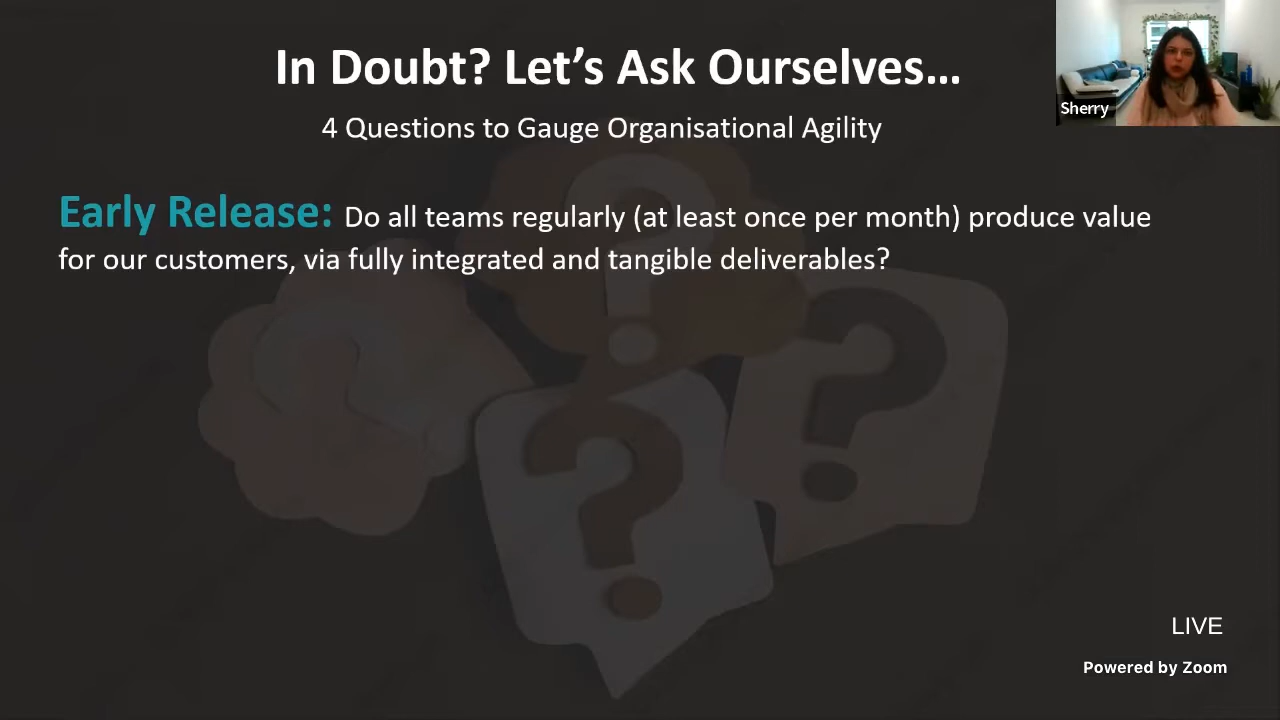 In Doubt? Let’s Ask Ourselves…
4 Questions to Gauge Organisational Agility
Sherry
Early Release: Do all teams regularly (at least once per month) produce value
for our customers, via fully integrated and tangible deliverables?
LIVE
Powered by Zoom